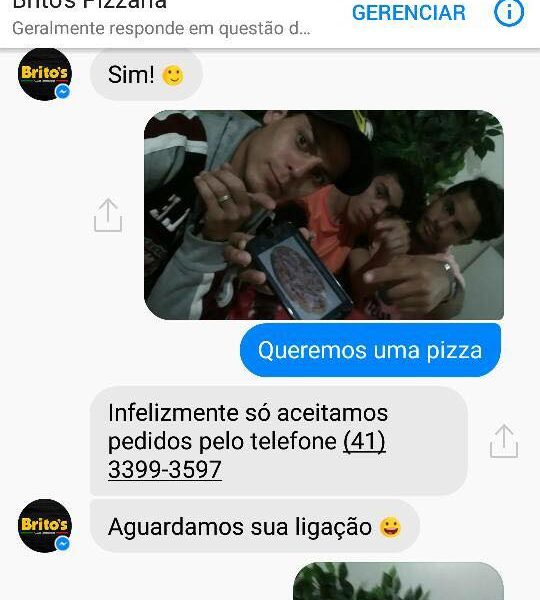 Brito's Pizzaria
GERENCIAR
Geralmente responde em questão d...
Brito's
Sim! 🙂
Queremos uma pizza
Infelizmente só aceitamos
pedidos pelo telefone (41)
3399-3597
Brito's
Aguardamos sua ligação 😀